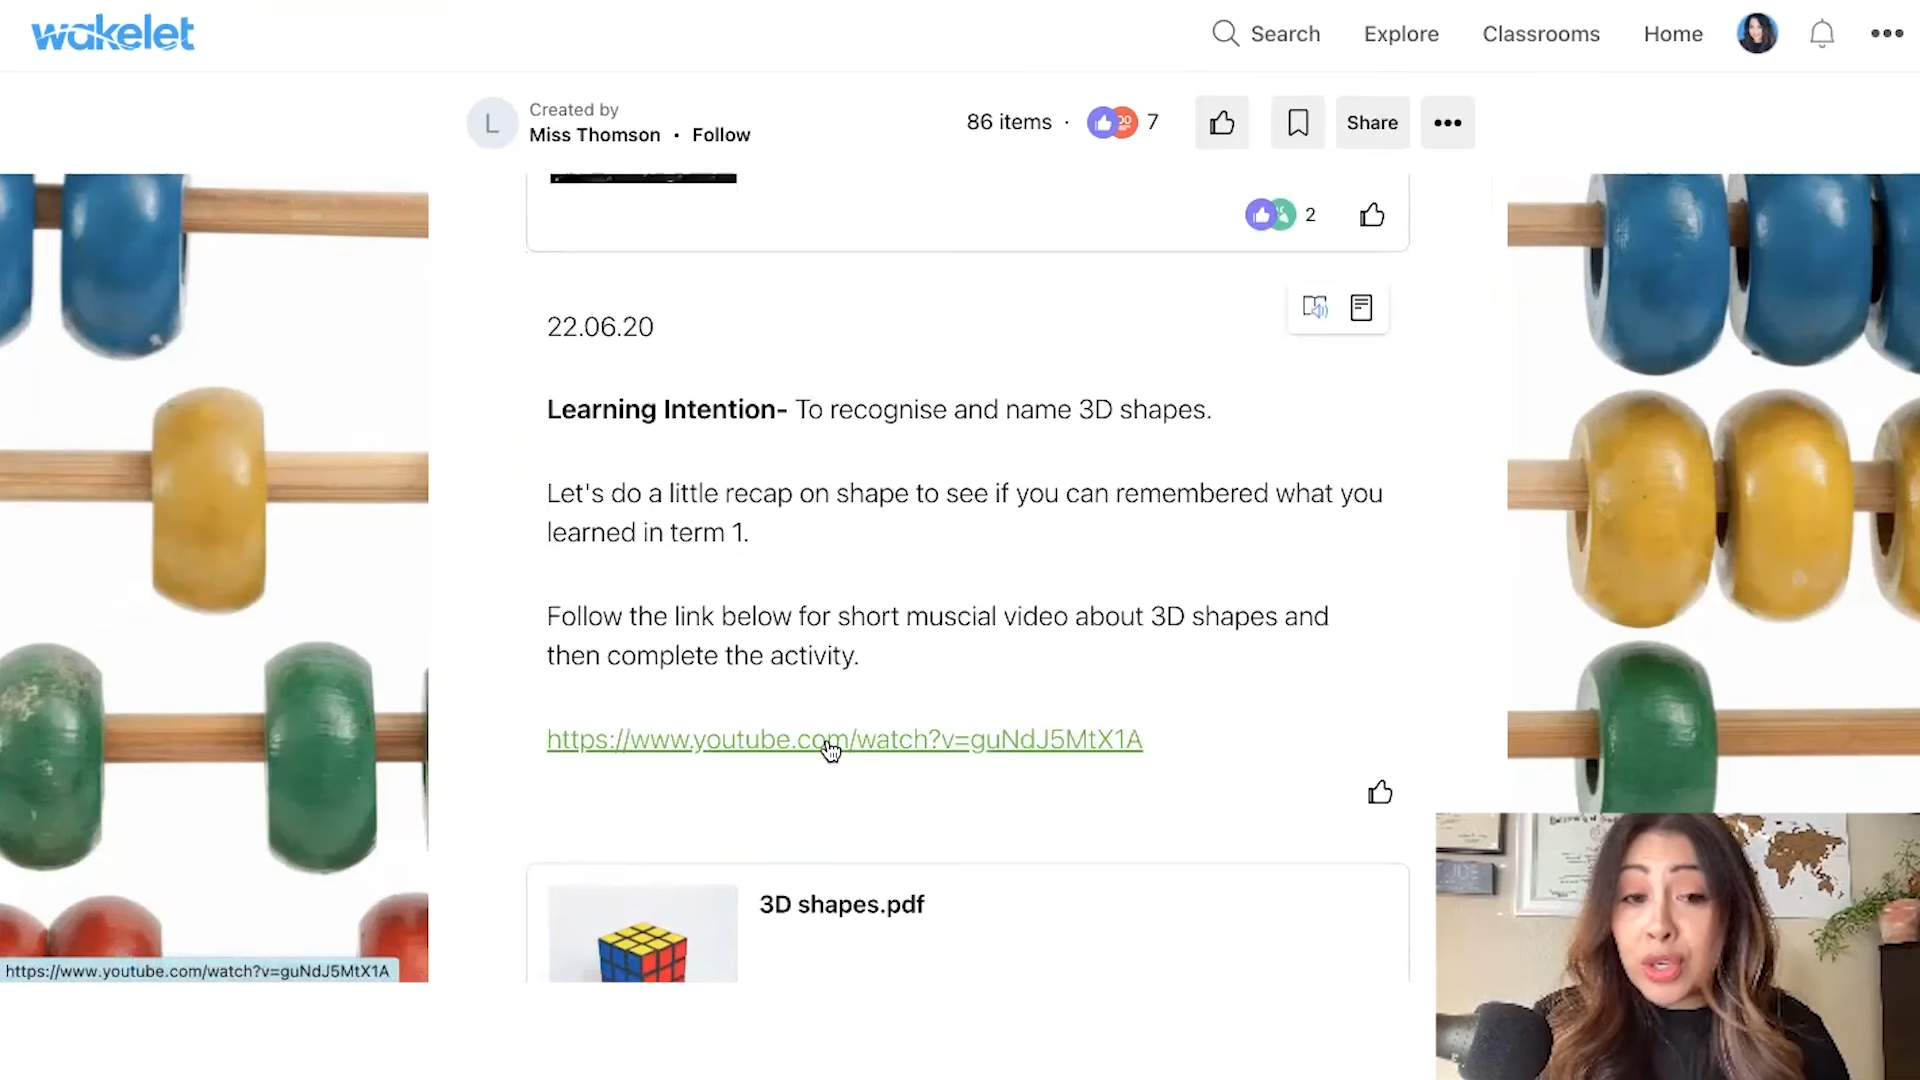 wakelet
Search
Explore
Classrooms
Home
Created by
L
Miss Thomson · Follow
86 items ·
7
Share
2
22.06.20
Learning Intention- To recognise and name 3D shapes.
Let's do a little recap on shape to see if you can remembered what you
learned in term 1.
Follow the link below for short muscial video about 3D shapes and
then complete the activity.
https://www.youtube.com/watch?v=guNdJ5MtX1A
3D shapes.pdf
https://www.youtube.com/watch?v=guNdJ5MtX1A